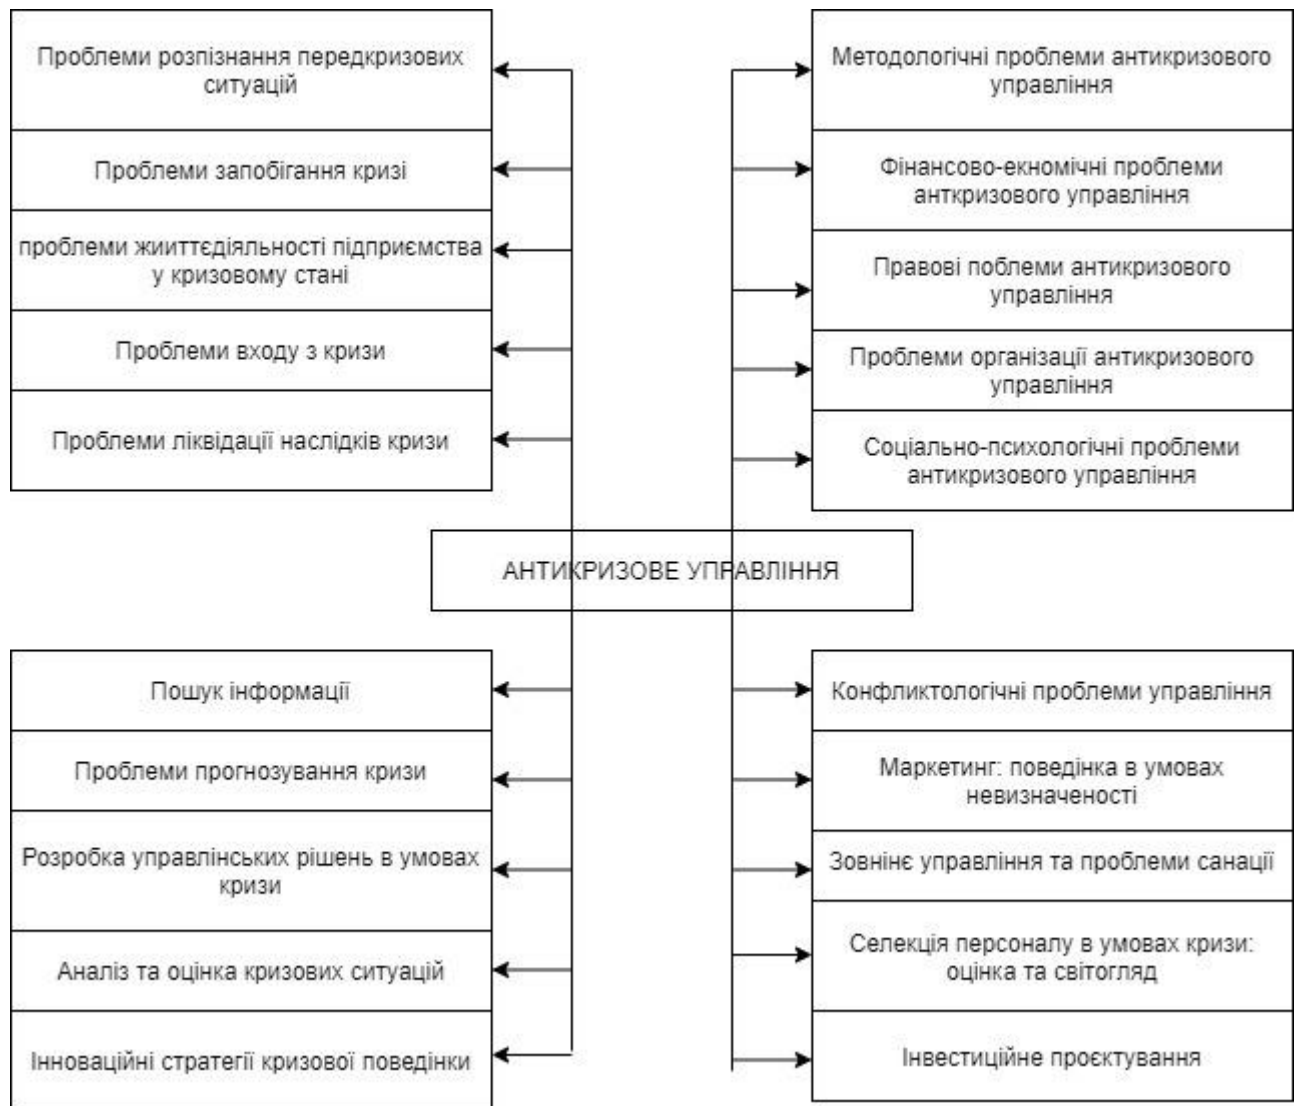 Проблеми розпізнання передкризових
ситуацій
Проблеми запобігання кризі
проблеми жииттєдіяльності підприємства
у кризовому стані
Проблеми входу з кризи
Проблеми ліквідації наслідків кризи
Методологічні проблеми антикризового
управління
Фінансово-екномічні проблеми
анткризового управління
Правові поблеми антикризового
управління
Проблеми організації антикризового
управління
Соціально-психологічні проблеми
антикризового управління
АНТИКРИЗОВЕ УПРАВЛІННЯ
Пошук інформації
Проблеми прогнозування кризи
Розробка управлінських рішень в умовах
кризи
Аналіз та оцінка кризових ситуацій
Інноваційні стратегії кризової поведінки
Конфликтологічні проблеми управління
Маркетинг: поведінка в умовах
невизначеності
Зовнінє управління та проблеми санації
Селекція персоналу в умовах кризи:
оцінка та світогляд
Інвестиційне проєктування